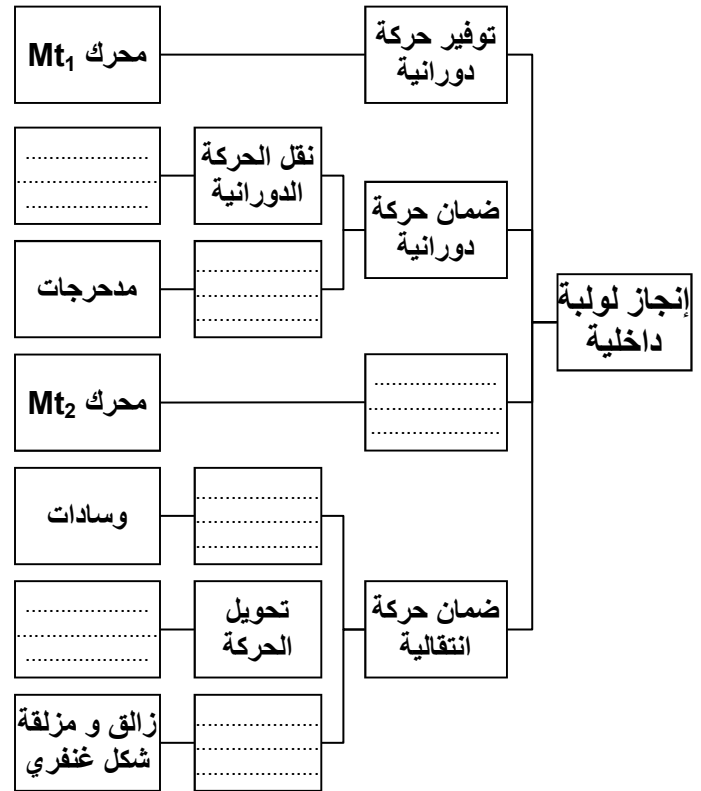 توفير حركة
دورانية
محرك Mt₁
نقل الحركة
الدورانية
....................
....................
....................
ضمان حركة
دورانية
....................
....................
....................
مدحرجات
إنجاز لولبة
داخلية
....................
....................
....................
محرك Mt₂
....................
....................
....................
وسادات
ضمان حركة
انتقالية
تحويل
الحركة
....................
....................
....................
....................
....................
....................
زالق و مزلقة
شكل غنفري